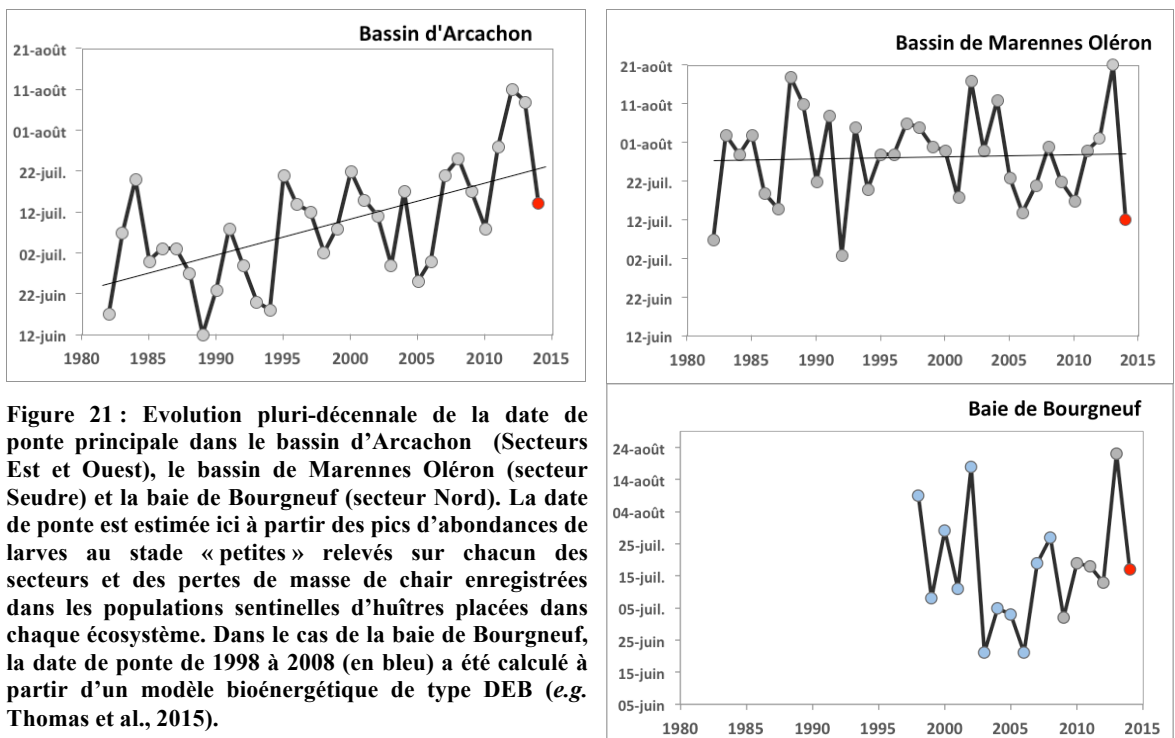 Bassin d'Arcachon
21-août
11-août
01-août
22-juil.
12-juil.
02-juil.
22-juin
12-juin
1980 1985 1990 1995 2000 2005 2010 2015
Bassin de Marennes Oléron
21-août
11-août
01-août
22-juil.
12-juil.
02-juil.
22-juin
12-juin
1980 1985 1990 1995 2000 2005 2010 2015
Figure 21 : Evolution pluri-décennale de la date de
ponte principale dans le bassin d’Arcachon (Secteurs
Est et Ouest), le bassin de Marennes Oléron (secteur
Seudre) et la baie de Bourgneuf (secteur Nord). La date
de ponte est estimée ici à partir des pics d’abondances de
larves au stade « petites » relevés sur chacun des
secteurs et des pertes de masse de chair enregistrées
dans les populations sentinelles d’huîtres placées dans
chaque écosystème. Dans le cas de la baie de Bourgneuf,
la date de ponte de 1998 à 2008 (en bleu) a été calculé à
partir d’un modèle bioénergétique de type DEB (e.g.
Thomas et al., 2015).
Baie de Bourgneuf
24-août
14-août
04-août
25-juil.
15-juil.
05-juil.
25-juin
15-juin
05-juin
1980 1985 1990 1995 2000 2005 2010 2015